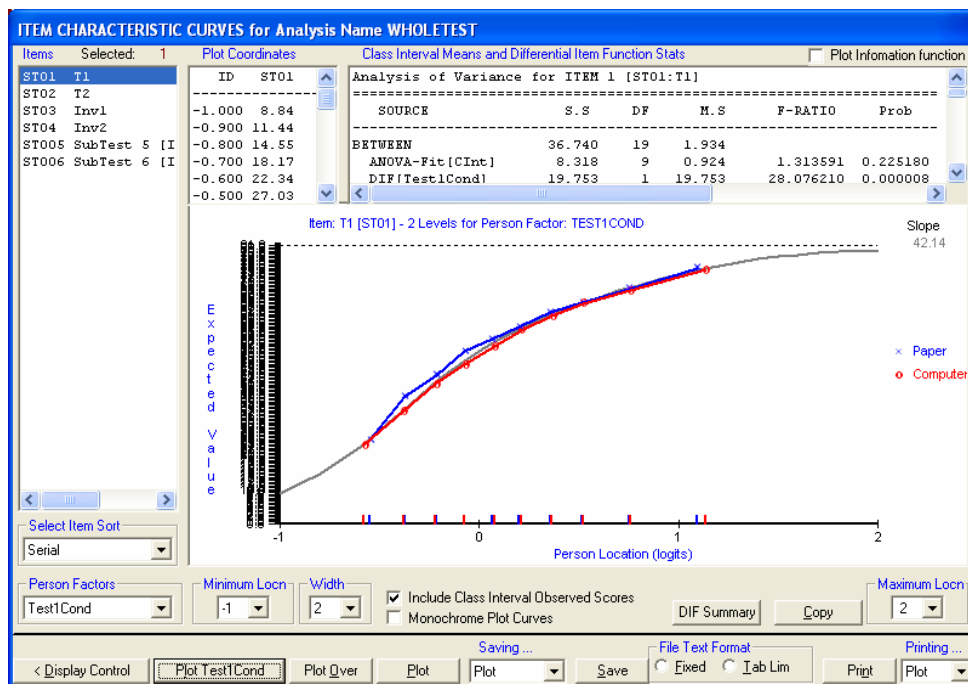 ITEM CHARACTERISTIC CURVES for Analysis Name WHOLETEST
Items Selected: 1
ST01 T1
ST02 T2
ST03 Inv1
ST04 Inv2
ST005 SubTest 5 [I
ST006 SubTest 6 [I
Plot Coordinates
ID ST01
-1.000 8.84
-0.900 11.44
-0.800 14.55
-0.700 18.17
-0.600 22.34
-0.500 27.03
Class Interval Means and Differential Item Function Stats
Plot Infomation function
Analysis of Variance for ITEM 1 [ST01:T1]
SOURCE S.S DF M.S F-RATIO Prob
BETWEEN 36.740 19 1.934
ANOVA-Fit[CInt] 8.318 9 0.924 1.313591 0.225180
DIF[Test1Cond] 19.753 1 19.753 28.076210 0.000008
Item: T1 [ST01] - 2 Levels for Person Factor: TEST1COND
Slope
42.14
Expected Value
Paper
Computer
-1 0 1 2
Person Location (logits)
Select Item Sort
Serial
Person Factors
Test1Cond
Minimum Locn
-1
Width
2
Include Class Interval Observed Scores
Monochrome Plot Curves
DIF Summary
Copy
Maximum Locn
2
< Display Control
Plot Test1Cond
Plot Over
Plot
Saving ...
Plot
Save
File Text Format
Fixed Tab Lim
Print
Printing ...
Plot